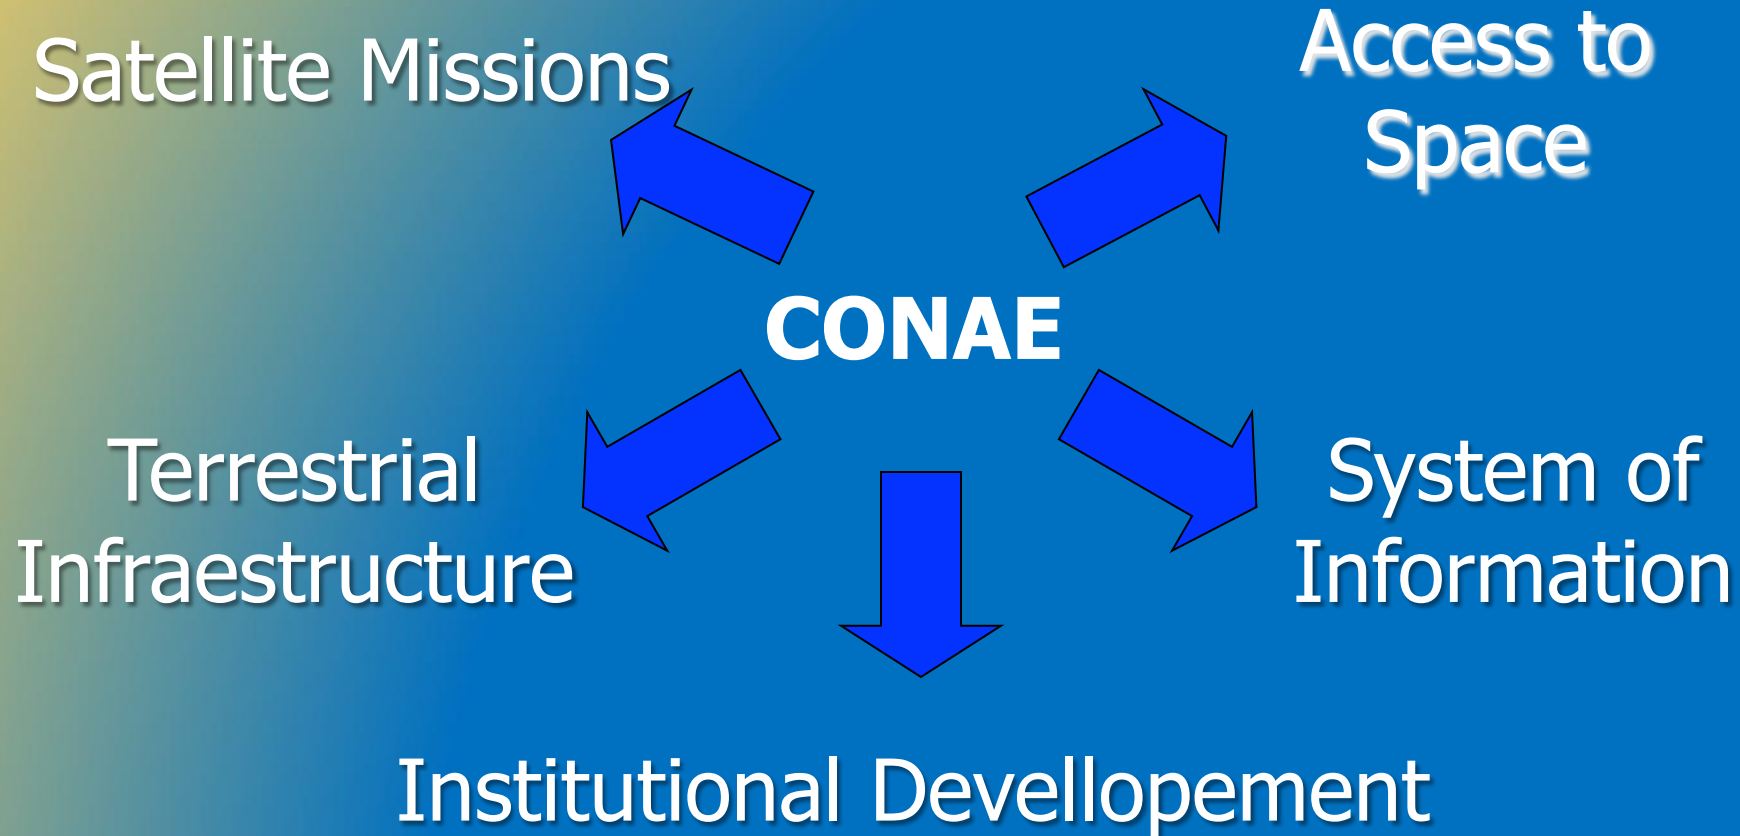 Satellite Missions
Access to
Space
CONAE
Terrestrial
Infraestructure
System of
Information
Institutional Devellopement